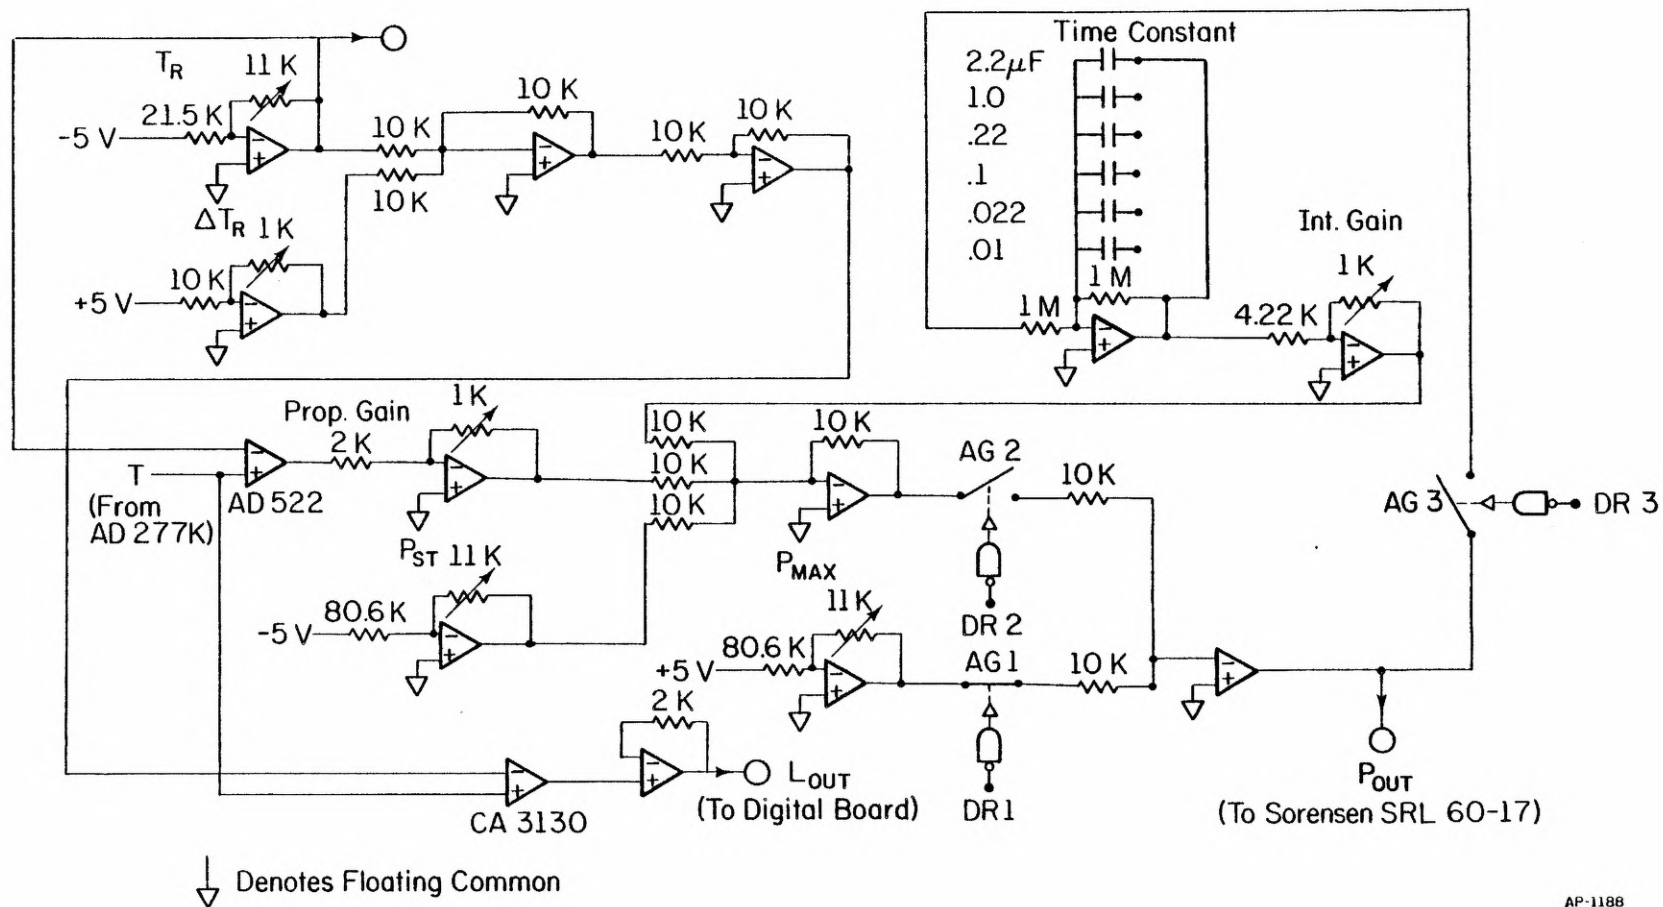 T_R
11 K
21.5 K
-5 V
10 K
10 K
10 K
10 K
10 K
ΔT_R
1 K
10 K
+5 V
Time Constant
2.2μF
1.0
.22
.1
.022
.01
1 M
1 M
Int. Gain
1 K
4.22 K
Prop. Gain
1 K
2 K
T
(From
AD 277K)
AD 522
10 K
10 K
10 K
10 K
AG 2
10 K
AG 3
DR 3
P_ST
11 K
80.6 K
-5 V
P_MAX
11 K
80.6 K
+5 V
DR 2
AG 1
10 K
DR 1
2 K
CA 3130
L_OUT
(To Digital Board)
P_OUT
(To Sorensen SRL 60-17)
Denotes Floating Common
AP-1188